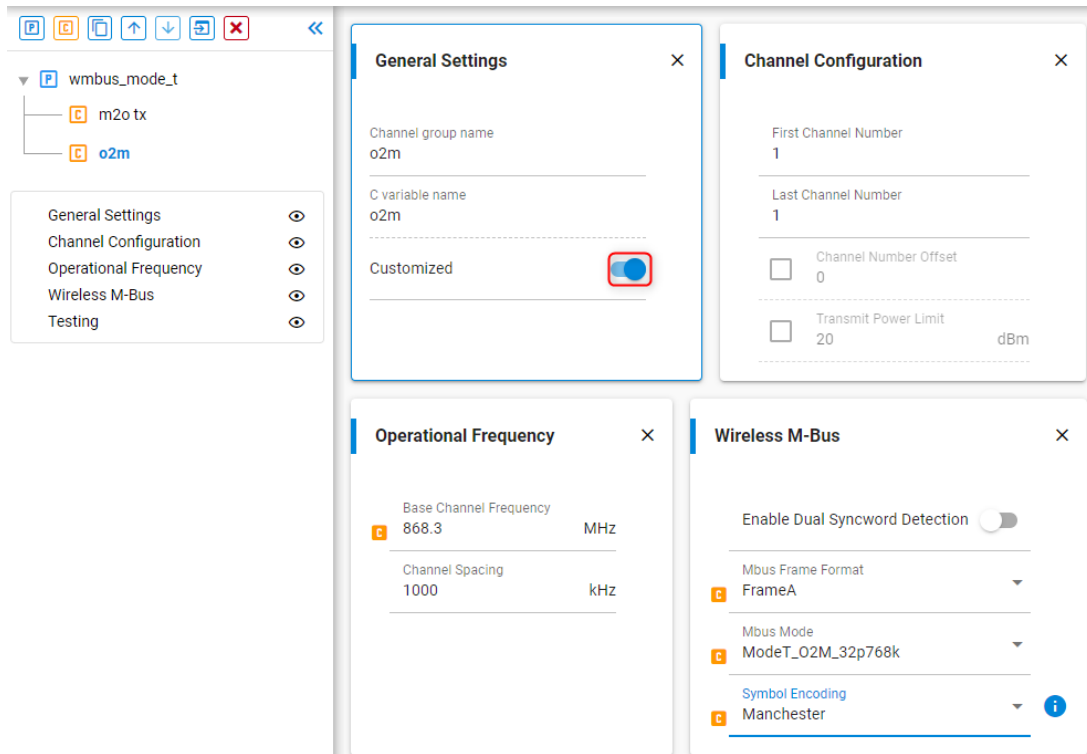 P C
wmbus_mode_t
P
m2o tx
C
o2m
C
General Settings
Channel Configuration
Operational Frequency
Wireless M-Bus
Testing
General Settings
Channel group name
o2m
C variable name
o2m
Customized
Channel Configuration
First Channel Number
1
Last Channel Number
1
Channel Number Offset
0
Transmit Power Limit
20 dBm
Operational Frequency
Base Channel Frequency
C 868.3 MHz
Channel Spacing
1000 kHz
Wireless M-Bus
Enable Dual Syncword Detection
Mbus Frame Format
C FrameA
Mbus Mode
C ModeT_O2M_32p768k
Symbol Encoding
C Manchester